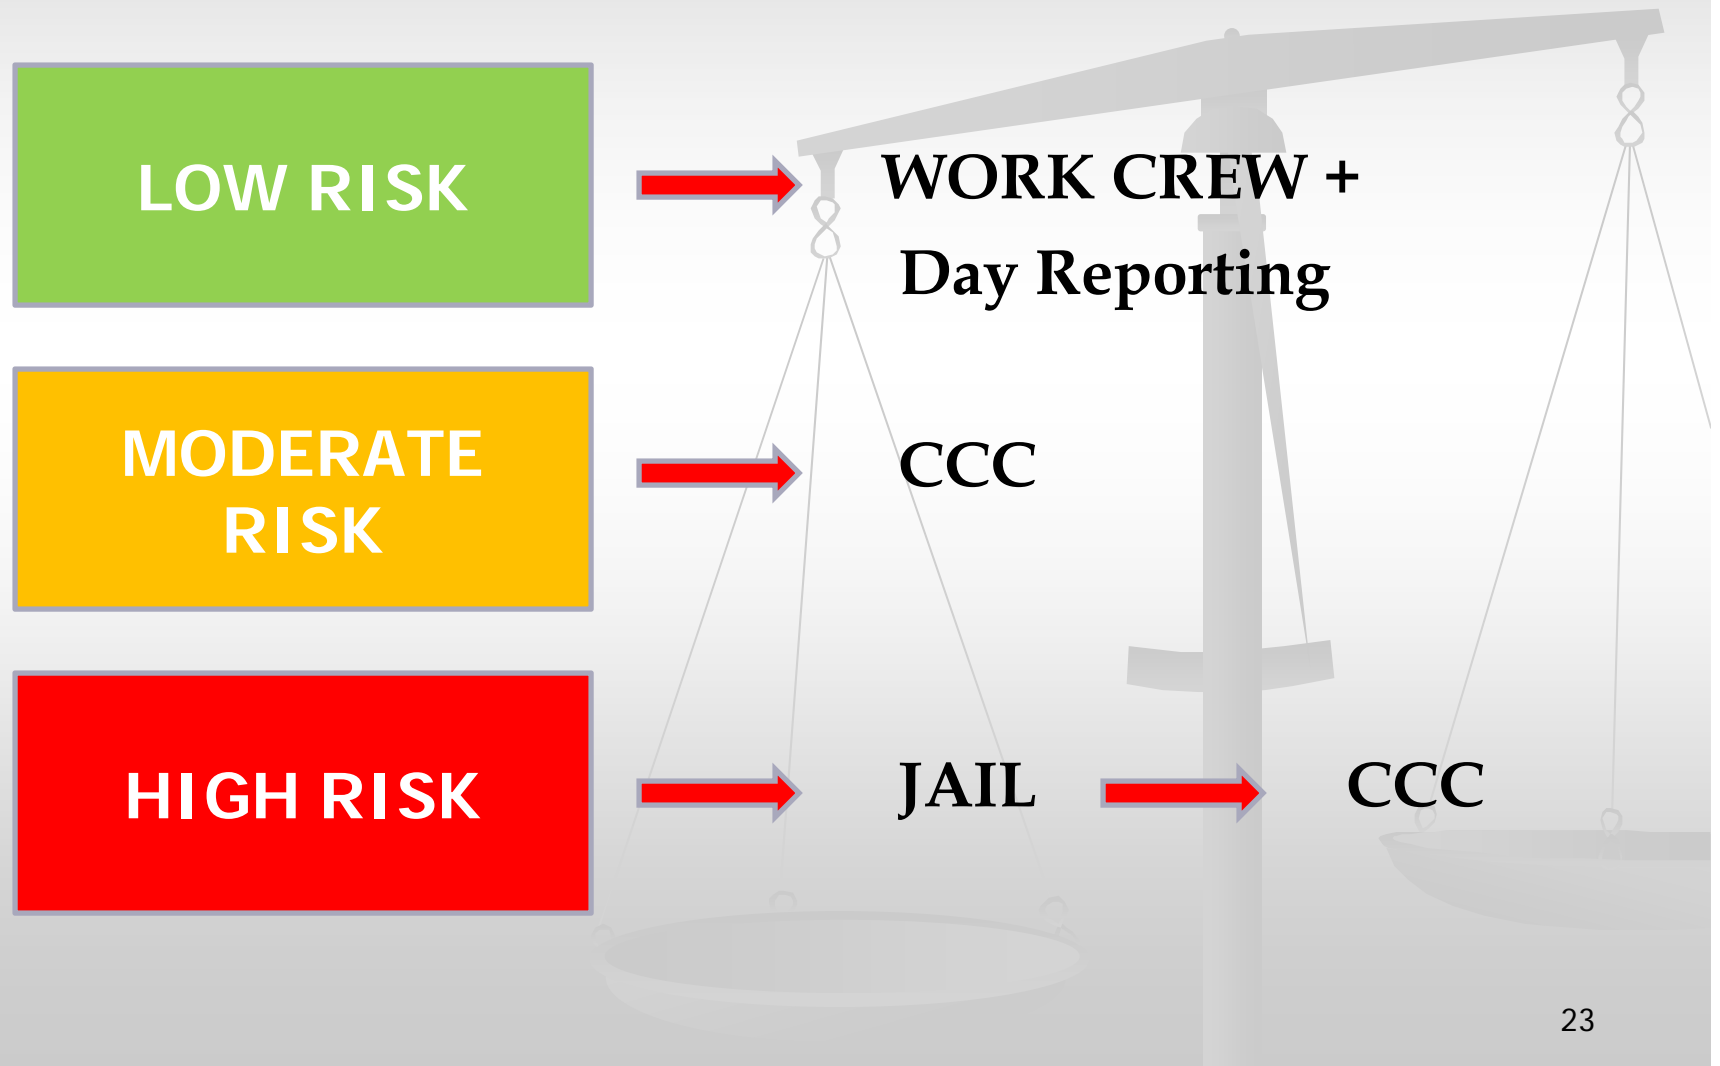 LOW RISK
WORK CREW +
Day Reporting
MODERATE
RISK
CCC
HIGH RISK
JAIL
CCC
23